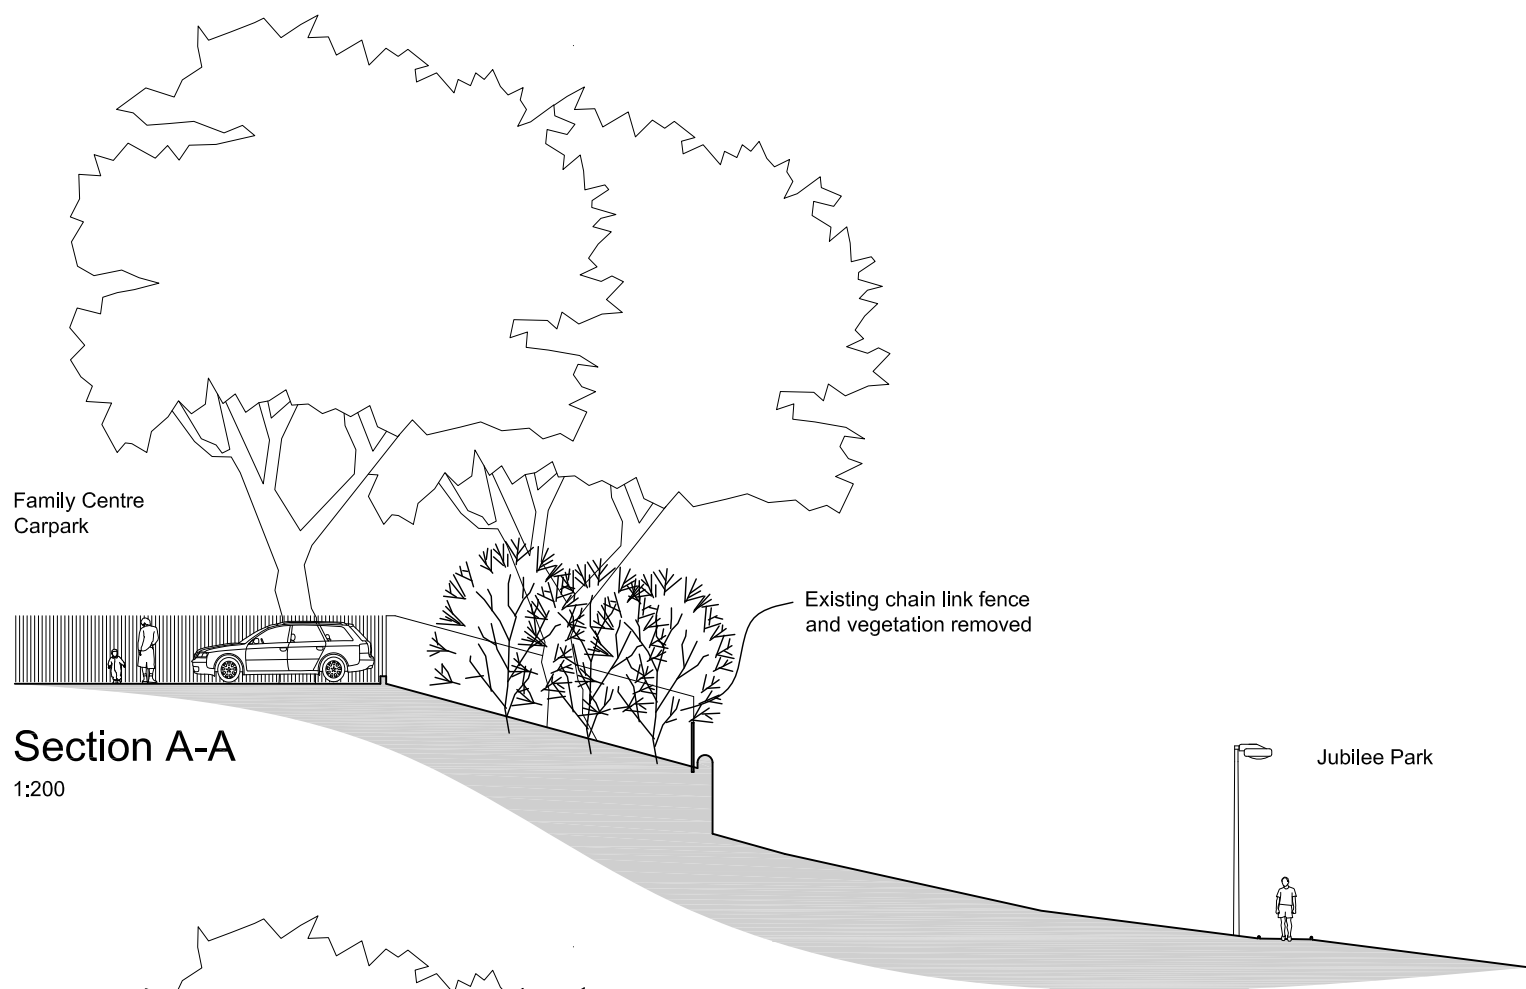 Family Centre
Carpark
Existing chain link fence
and vegetation removed
Section A-A
1:200
Jubilee Park